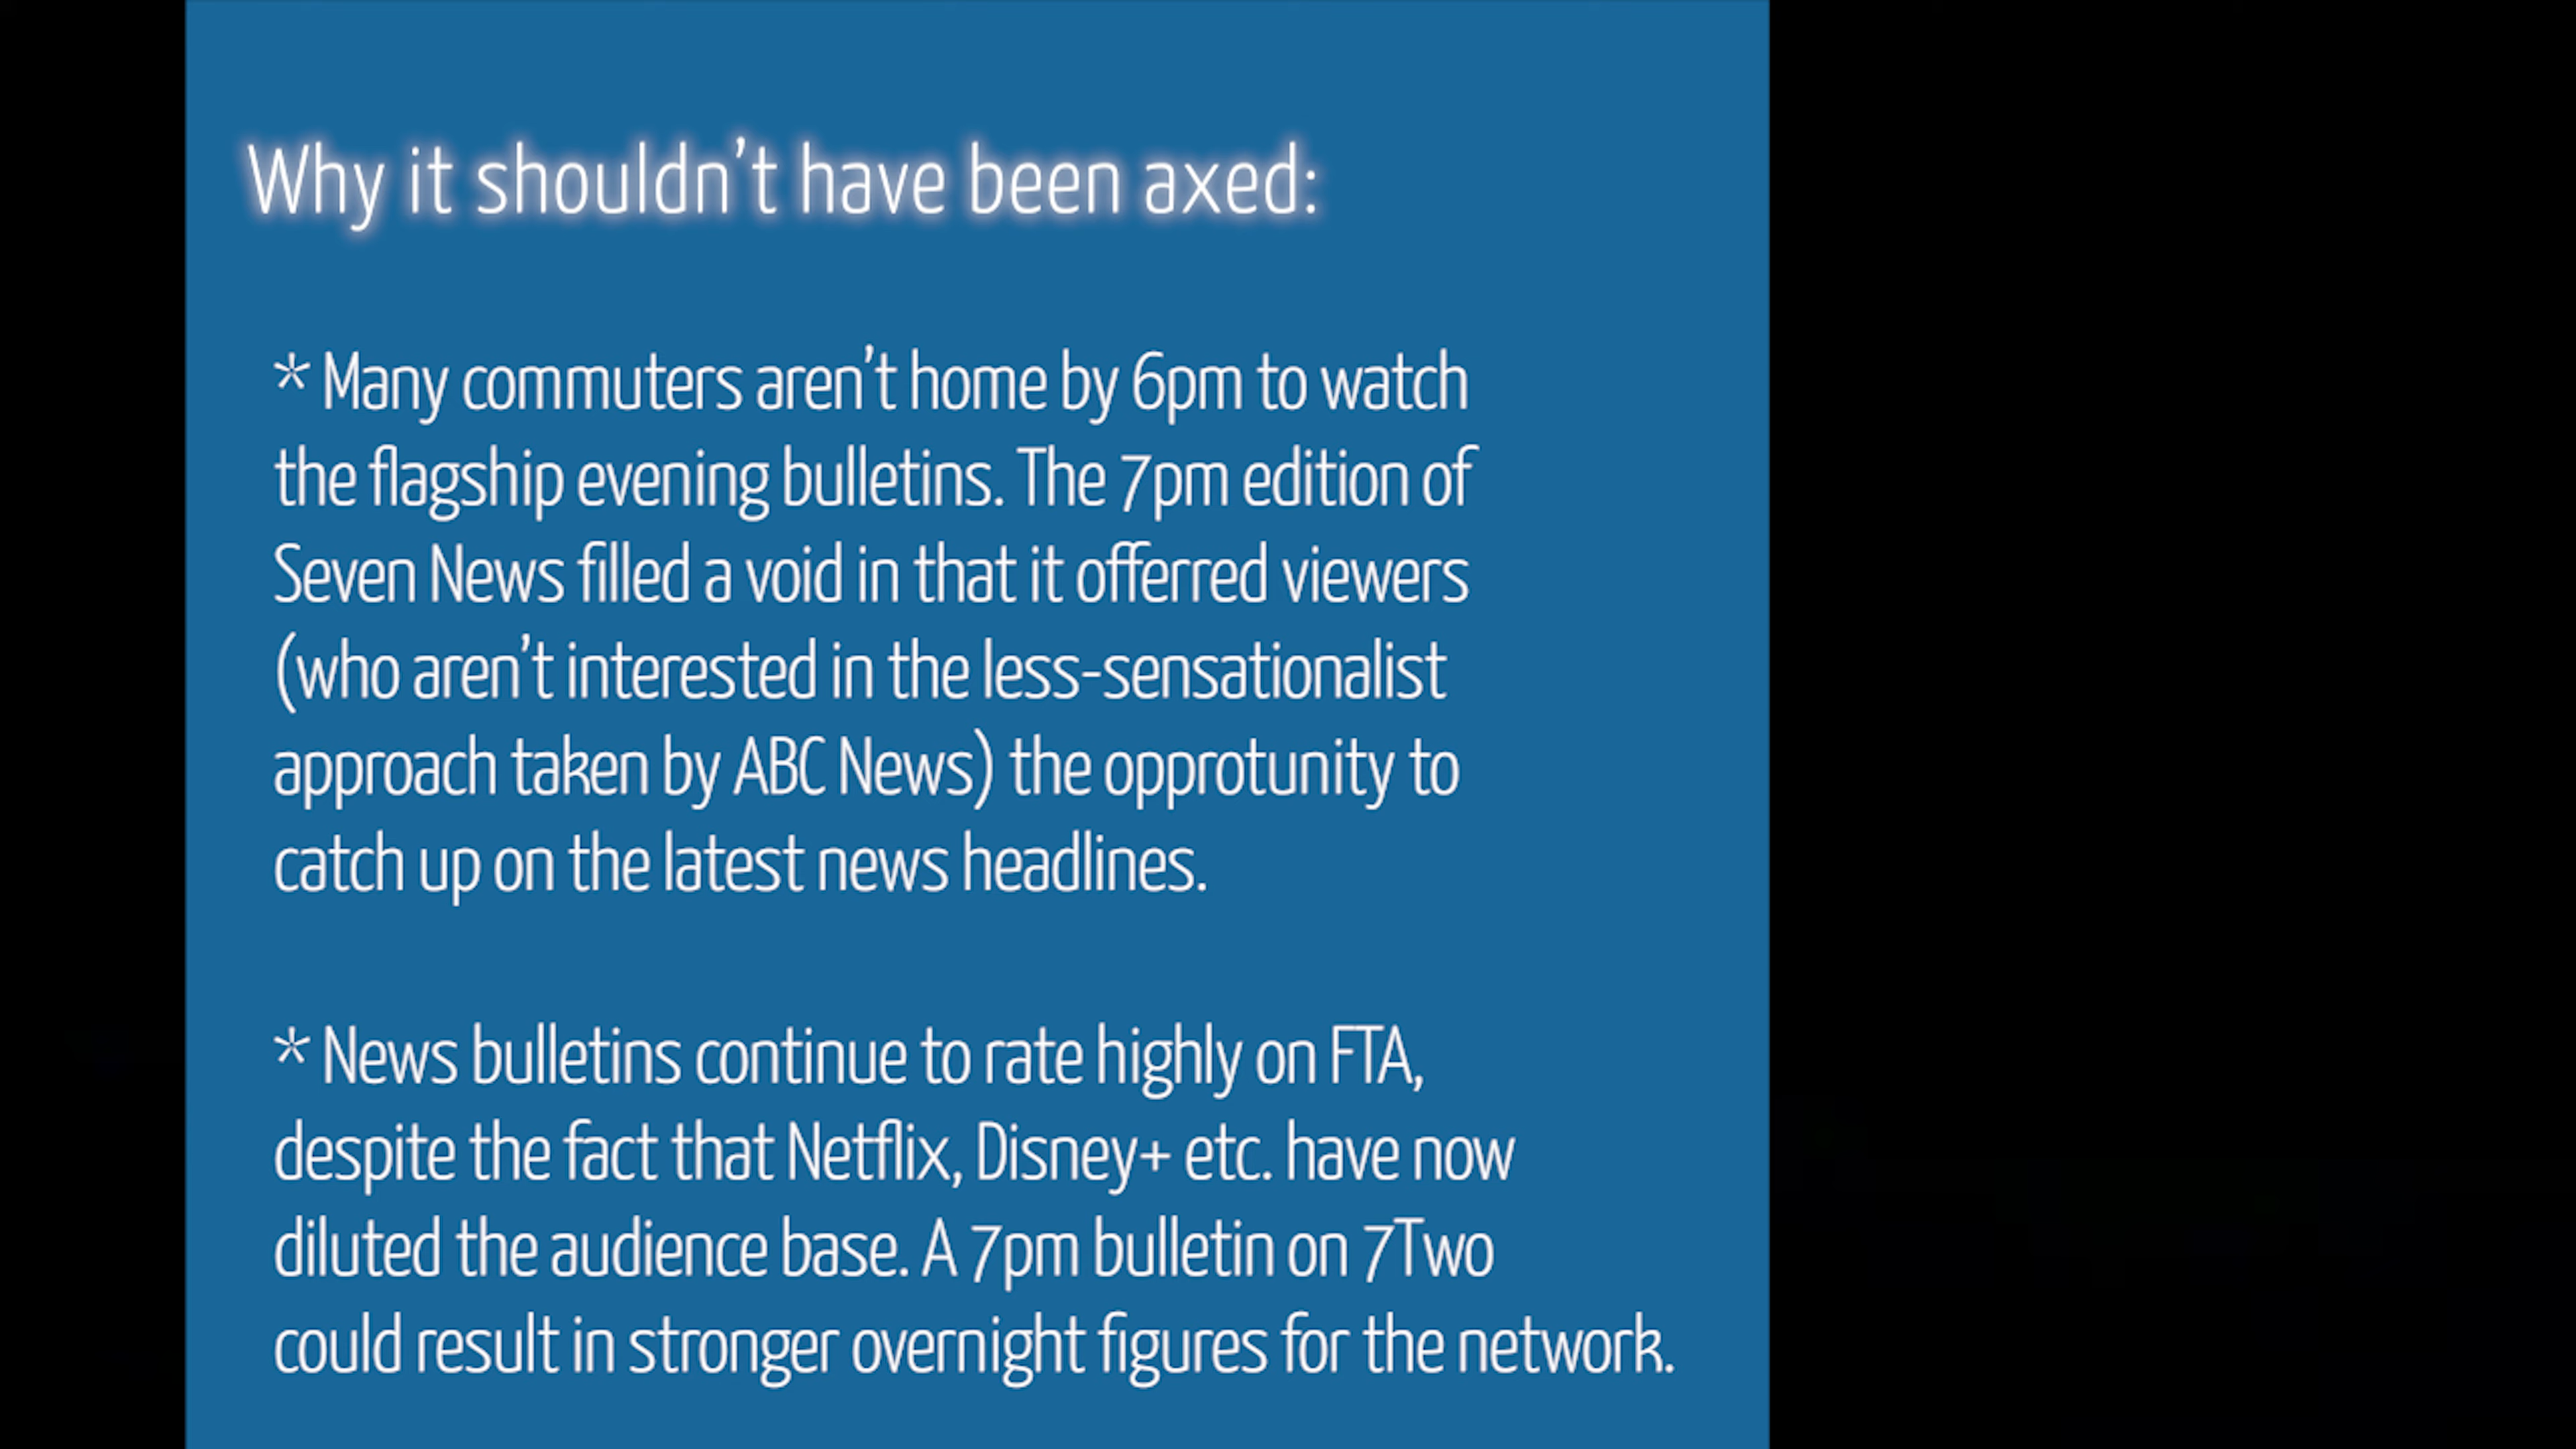 Why it shouldn't have been axed:
* Many commuters aren't home by 6pm to watch
the flagship evening bulletins. The 7pm edition of
Seven News filled a void in that it offerred viewers
(who aren't interested in the less-sensationalist
approach taken by ABC News) the opprotunity to
catch up on the latest news headlines.
* News bulletins continue to rate highly on FTA,
despite the fact that Netflix, Disney+ etc. have now
diluted the audience base. A 7pm bulletin on 7Two
could result in stronger overnight figures for the network.